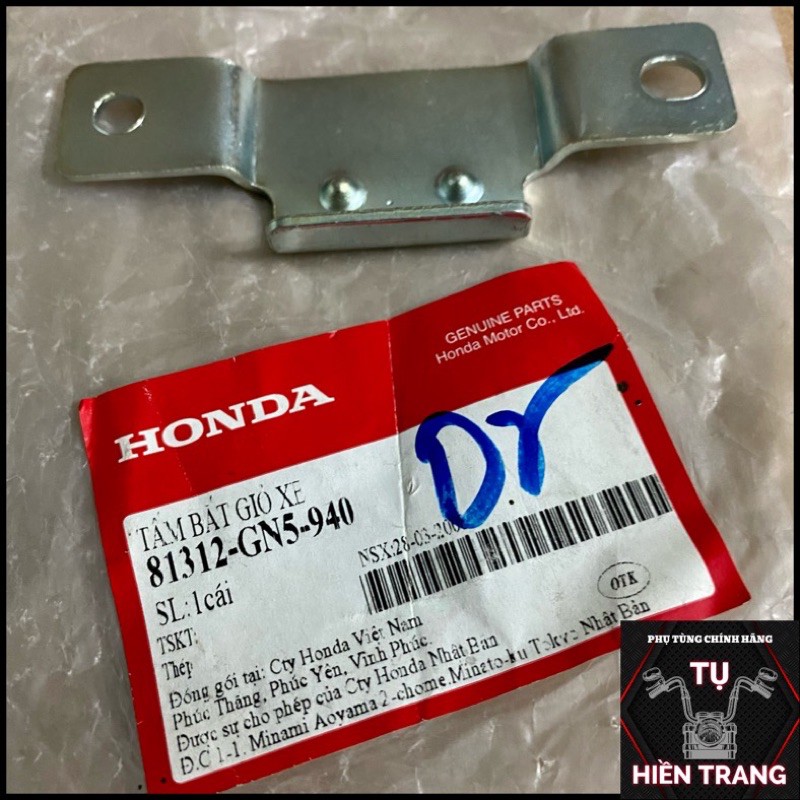 GENUINE PARTS
Honda Motor Co., Ltd.
HONDA
Dr
TẤM BẮT GIỎ XE
81312-GN5-940
NSX:28-03-200
SL:1cái
TSKT:
OTK
Thép
Đóng gói tại: Cty Honda Việt Nam
Phúc Thắng, Phúc Yên, Vĩnh Phúc.
Được sự cho phép của Cty Honda Nhật Bản
Đ.C 1-1, Minami Aoyama 2-chome Minato-ku Tokyo Nhật Bản
PHỤ TÙNG CHÍNH HÃNG
TỤ
HIỀN TRANG